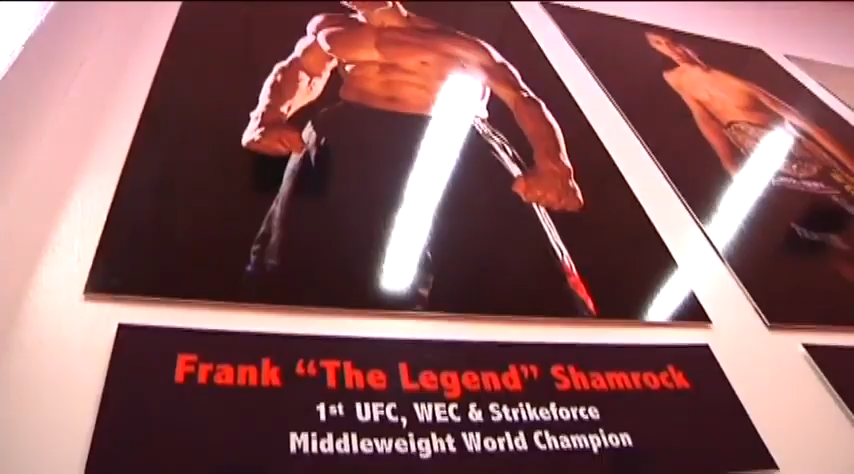 Frank “The Legend” Shamrock
1st UFC, WEC & Strikeforce
Middleweight World Champion